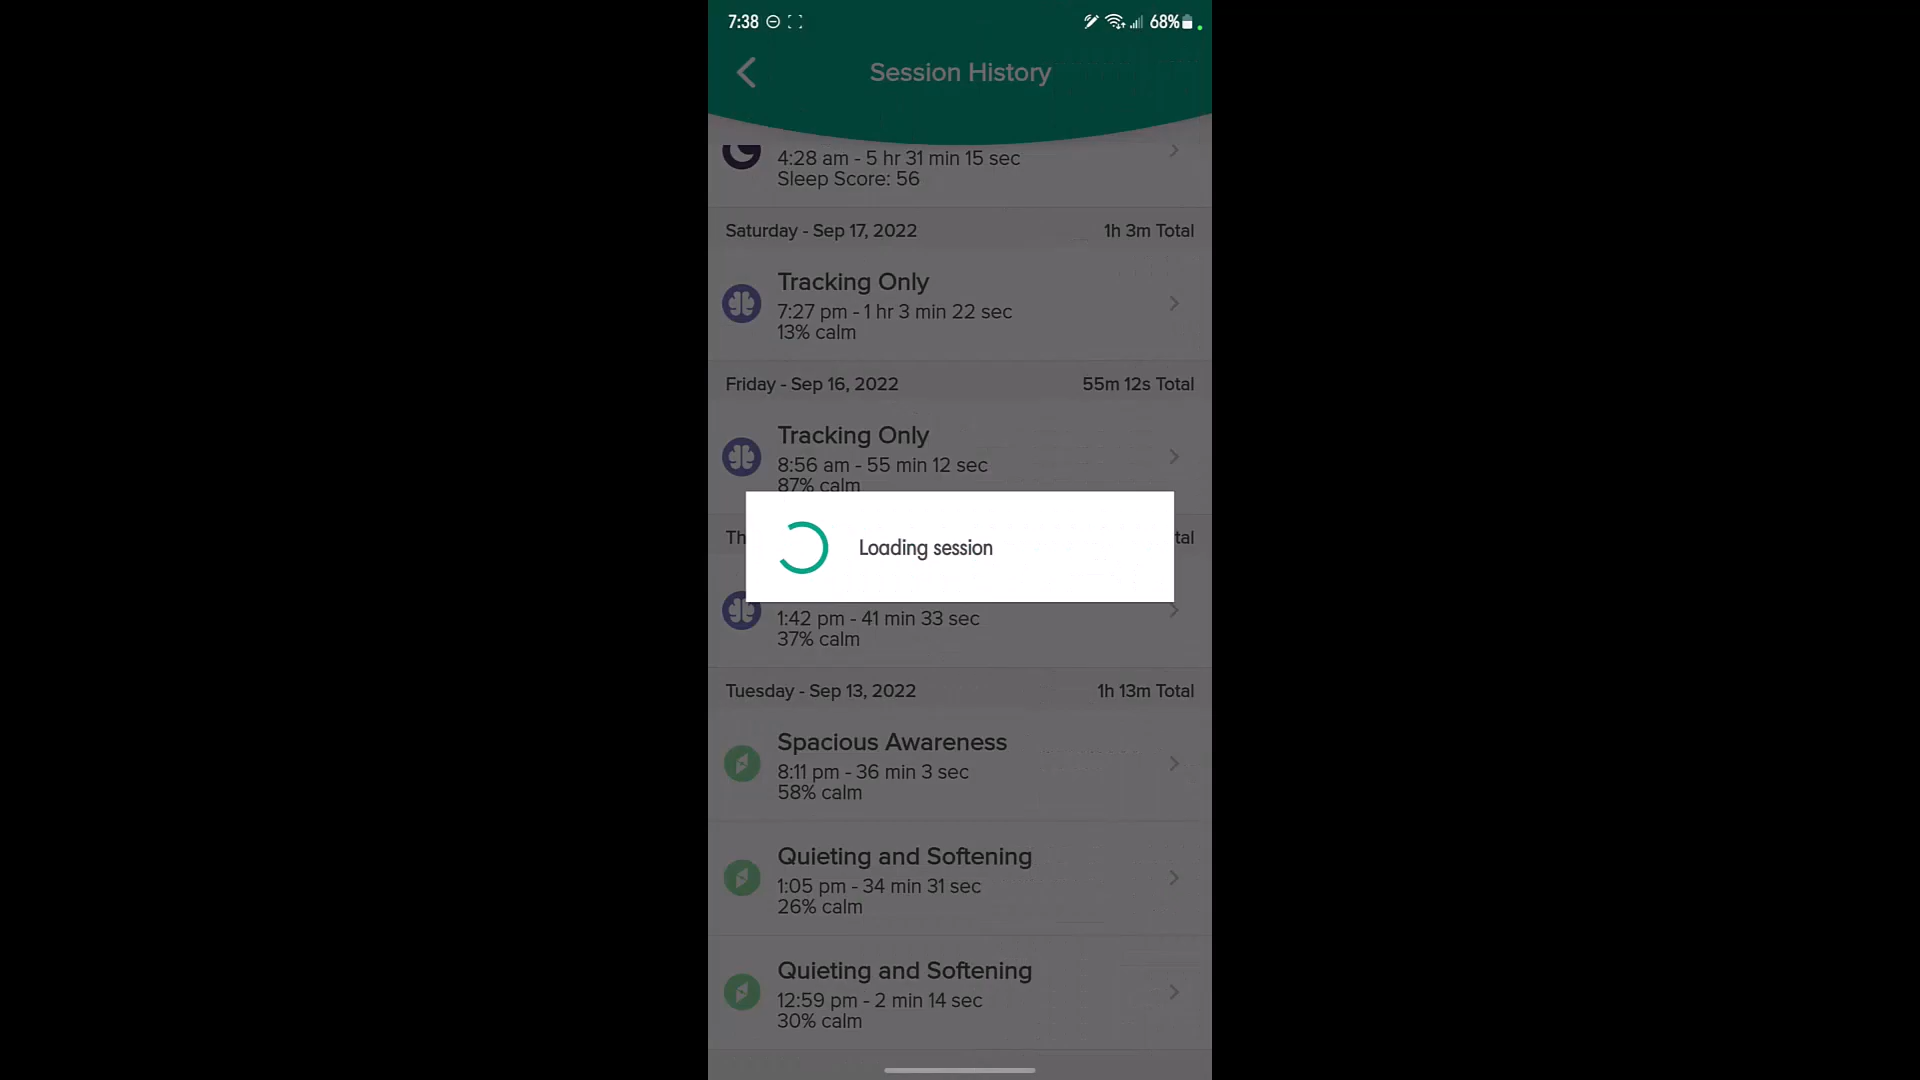 7:38 68%
Session History
4:28 am - 5 hr 31 min 15 sec
Sleep Score: 56
Saturday - Sep 17, 2022 1h 3m Total
Tracking Only
7:27 pm - 1 hr 3 min 22 sec
13% calm
Friday - Sep 16, 2022 55m 12s Total
Tracking Only
8:56 am - 55 min 12 sec
87% calm
Th tal
Loading session
1:42 pm - 41 min 33 sec
37% calm
Tuesday - Sep 13, 2022 1h 13m Total
Spacious Awareness
8:11 pm - 36 min 3 sec
58% calm
Quieting and Softening
1:05 pm - 34 min 31 sec
26% calm
Quieting and Softening
12:59 pm - 2 min 14 sec
30% calm